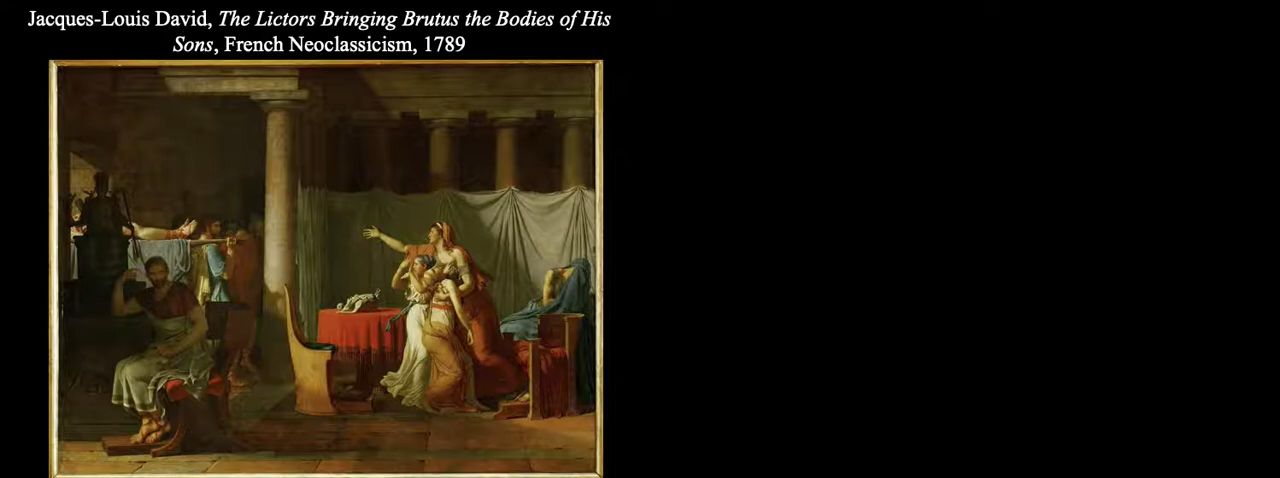 Jacques-Louis David, The Lictors Bringing Brutus the Bodies of His
Sons, French Neoclassicism, 1789